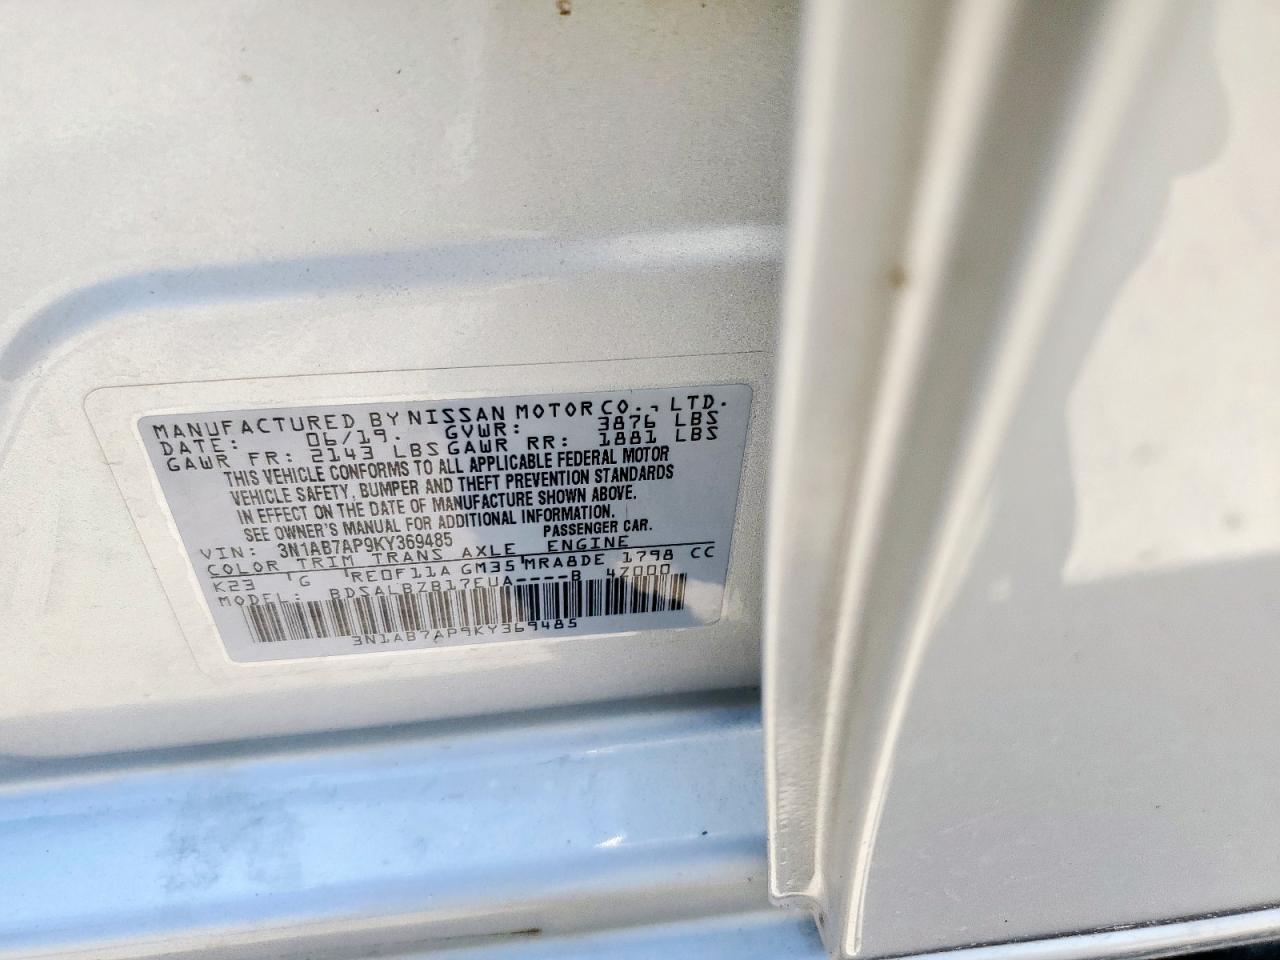 MANUFACTURED BY NISSAN MOTOR CO., LTD.
DATE: 06/19. GVWR: 3876 LBS
GAWR FR: 2143 LBS GAWR RR: 1881 LBS
THIS VEHICLE CONFORMS TO ALL APPLICABLE FEDERAL MOTOR
VEHICLE SAFETY, BUMPER AND THEFT PREVENTION STANDARDS
IN EFFECT ON THE DATE OF MANUFACTURE SHOWN ABOVE.
SEE OWNER'S MANUAL FOR ADDITIONAL INFORMATION.
VIN: 3N1AB7AP9KY369485 PASSENGER CAR.
COLOR TRIM TRANS AXLE ENGINE
K23 G RE0F11A GM35 MRA8DE 1798 CC
MODEL: BDSALBZB17EUA----B 47000
3N1AB7AP9KY369485